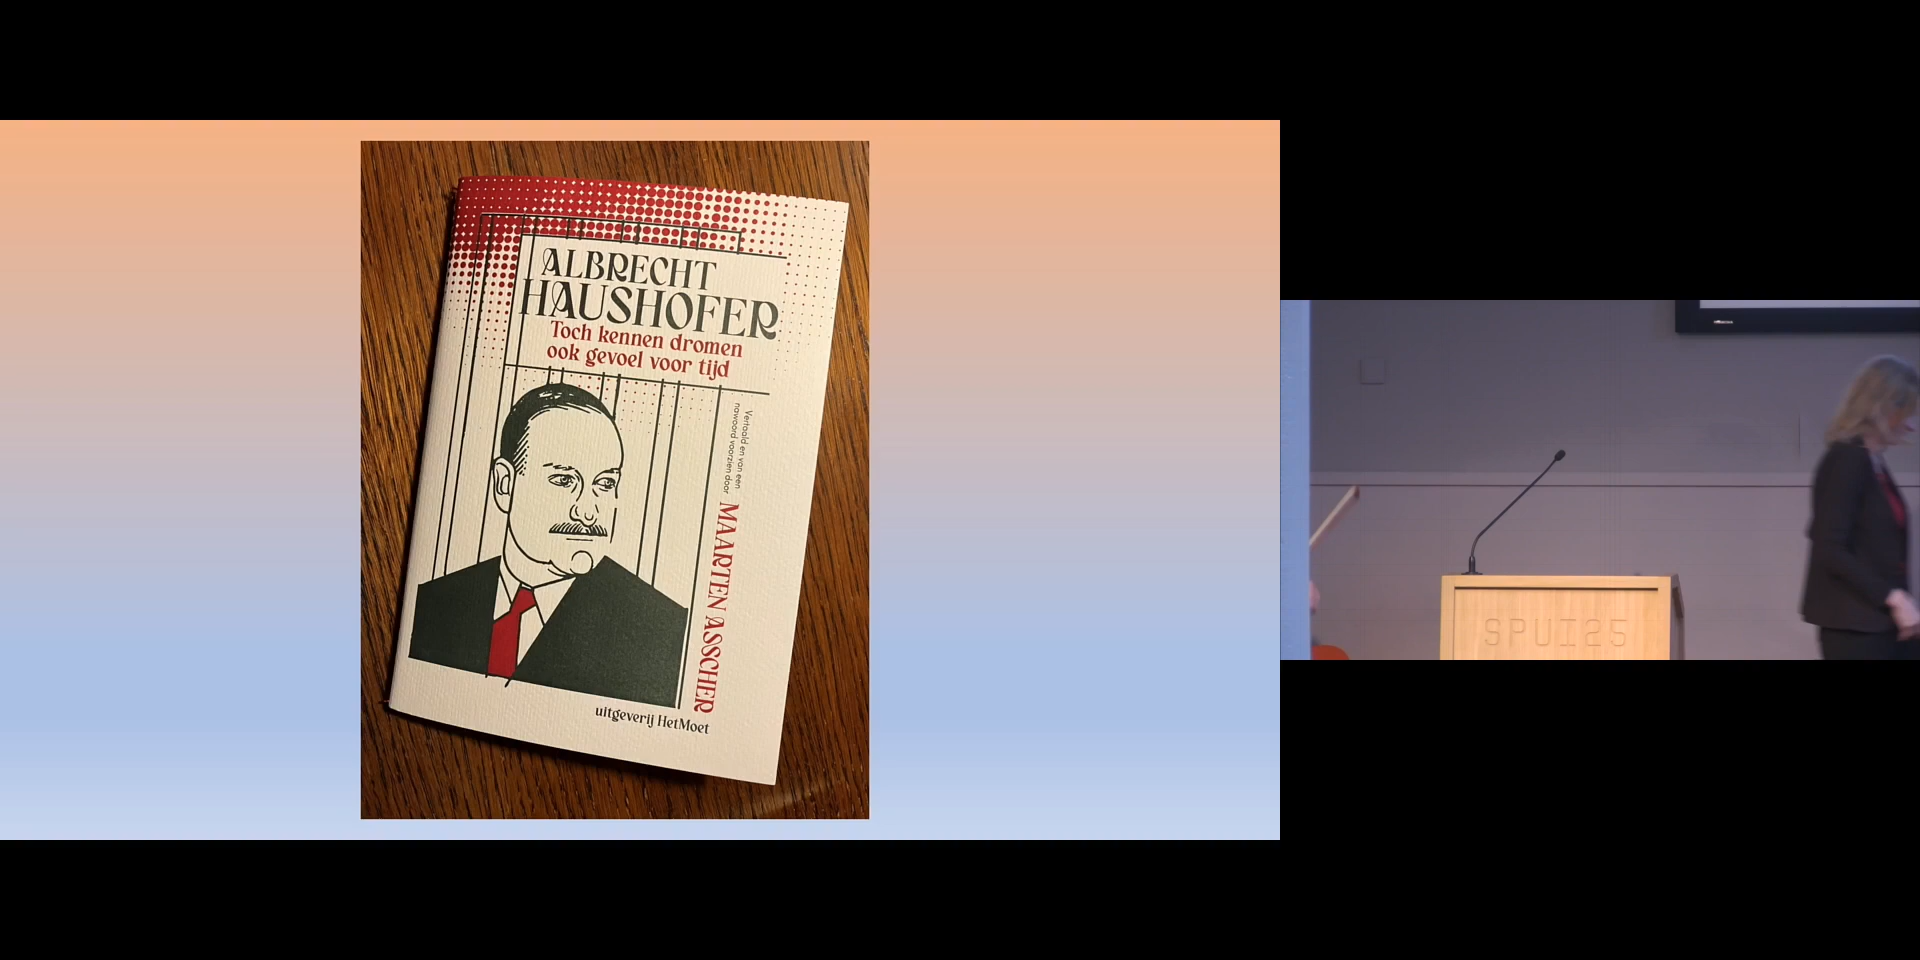 ALBRECHT
HAUSHOFER
Toch kennen dromen
ook gevoel voor tijd
Vertaald en van een
nawoord voorzien door
MAARTEN ASSCHER
uitgeverij HetMoet
SPUI25